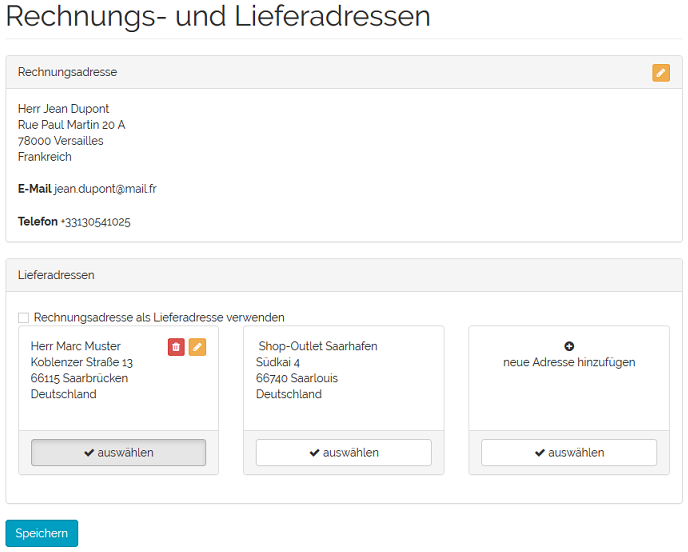 Rechnungs- und Lieferadressen
Rechnungsadresse
Herr Jean Dupont
Rue Paul Martin 20 A
78000 Versailles
Frankreich
E-Mail jean.dupont@mail.fr
Telefon +33130541025
Lieferadressen
Rechnungsadresse als Lieferadresse verwenden
Herr Marc Muster
Koblenzer Straße 13
66115 Saarbrücken
Deutschland
auswählen
Shop-Outlet Saarhafen
Südkai 4
66740 Saarlouis
Deutschland
auswählen
neue Adresse hinzufügen
auswählen
Speichern